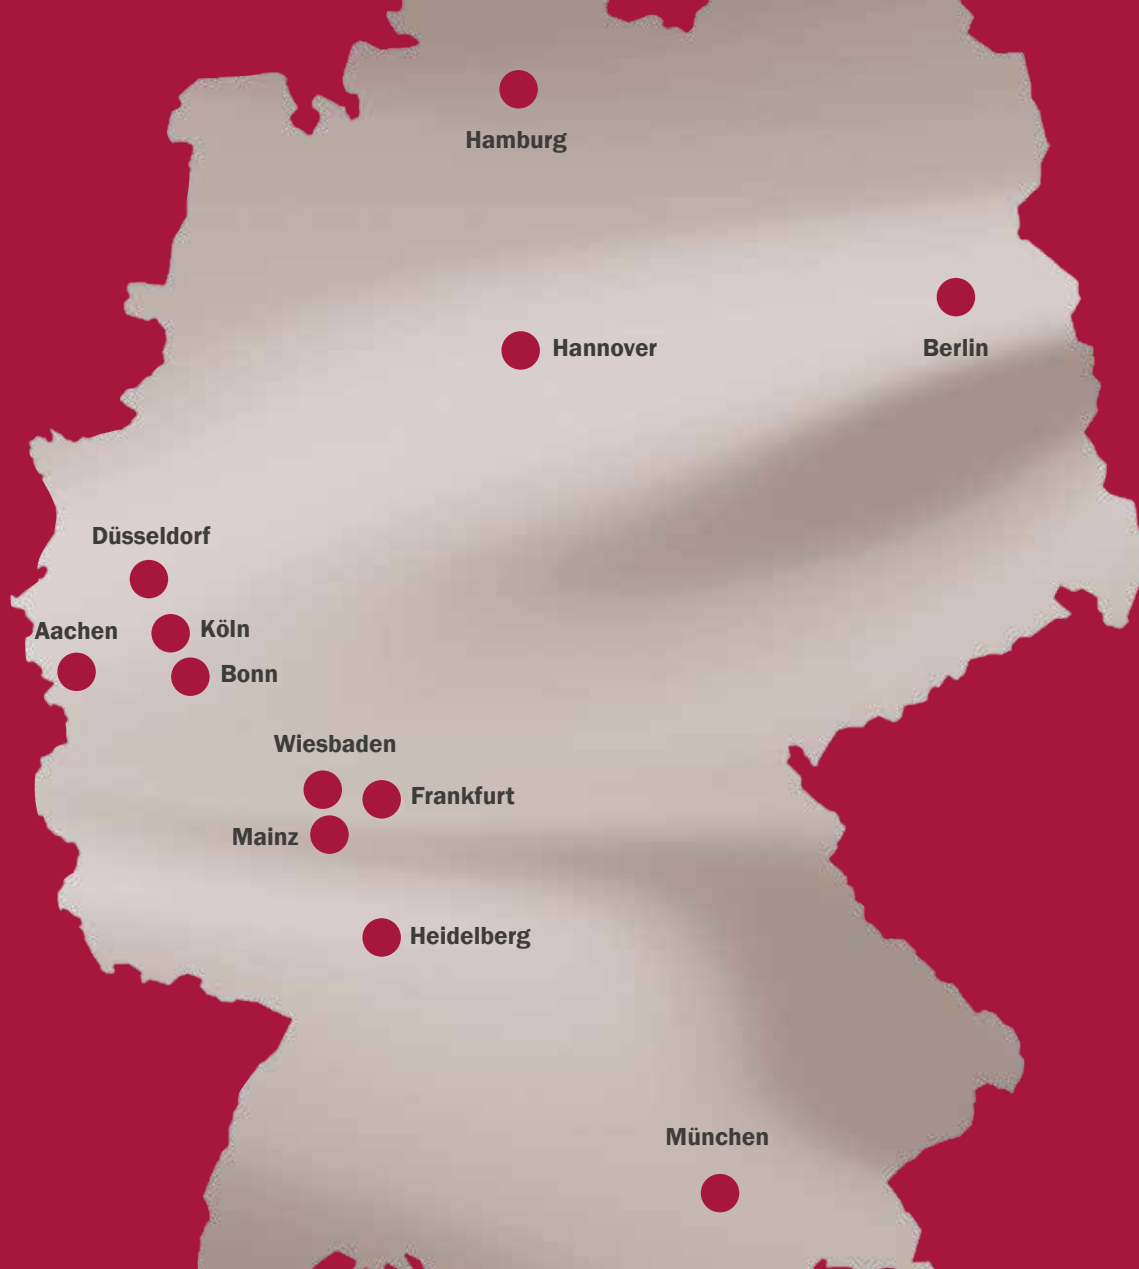 Hamburg
Hannover
Berlin
Düsseldorf
Aachen
Köln
Bonn
Wiesbaden
Frankfurt
Mainz
Heidelberg
München